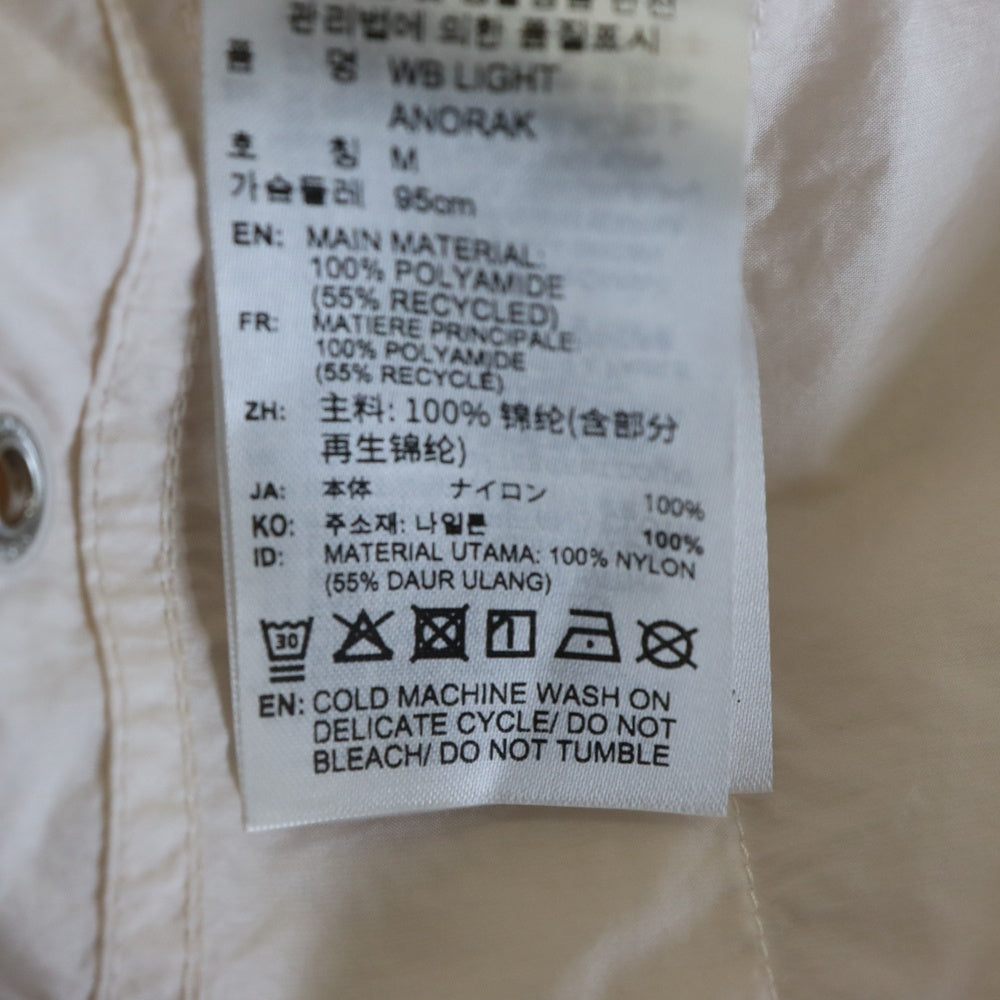 관리법에 의한 품질표시
품 명 WB LIGHT
ANORAK
호 칭 M
가슴둘레 95cm
EN: MAIN MATERIAL:
100% POLYAMIDE
(55% RECYCLED)
FR: MATIERE PRINCIPALE:
100% POLYAMIDE
(55% RECYCLÉ)
ZH: 主料: 100% 锦纶(含部分
再生锦纶)
JA: 本体 ナイロン 100%
KO: 주소재: 나일론 100%
ID: MATERIAL UTAMA: 100% NYLON
(55% DAUR ULANG)
30
EN: COLD MACHINE WASH ON
DELICATE CYCLE/ DO NOT
BLEACH/ DO NOT TUMBLE